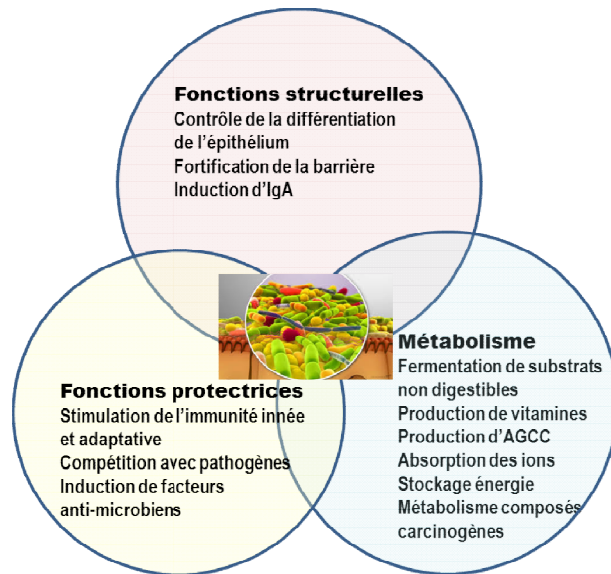 Fonctions structurelles
Contrôle de la différentiation
de l'épithélium
Fortification de la barrière
Induction d'IgA
Fonctions protectrices
Stimulation de l'immunité innée
et adaptative
Compétition avec pathogènes
Induction de facteurs
anti-microbiens
Métabolisme
Fermentation de substrats
non digestibles
Production de vitamines
Production d'AGCC
Absorption des ions
Stockage énergie
Métabolisme composés
carcinogènes